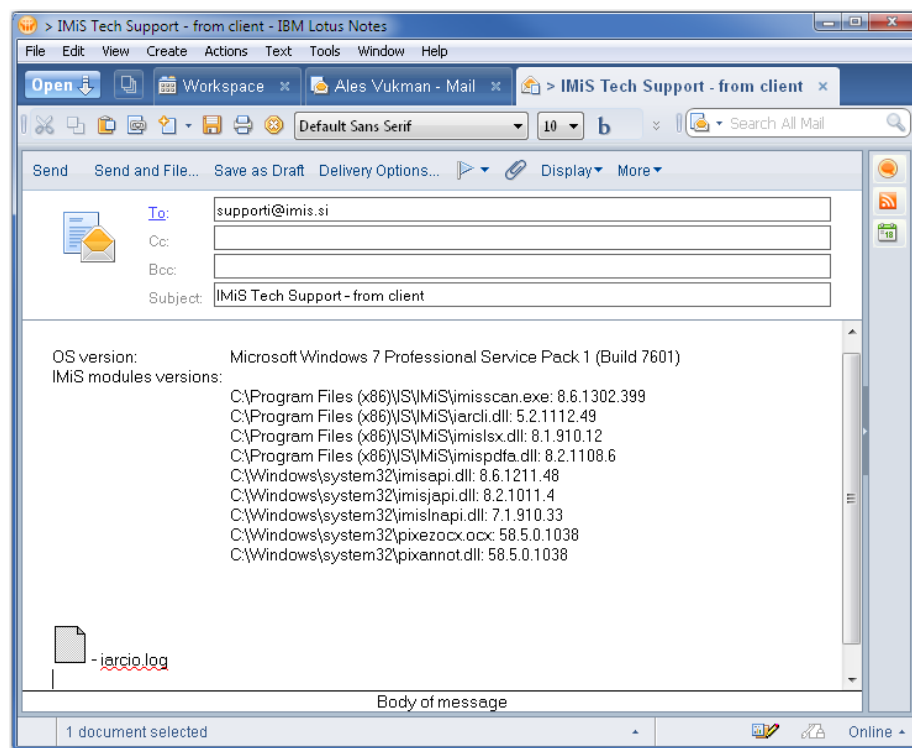 > IMiS Tech Support - from client - IBM Lotus Notes
File Edit View Create Actions Text Tools Window Help
Open Workspace Ales Vukman - Mail > IMiS Tech Support - from client
Default Sans Serif 10 b Search All Mail
Send Send and File... Save as Draft Delivery Options... Display More
To: supporti@imis.si
Cc:
Bcc:
Subject: IMiS Tech Support - from client
18
OS version: Microsoft Windows 7 Professional Service Pack 1 (Build 7601)
IMiS modules versions:
C:\Program Files (x86)\IS\IMiS\imisscan.exe: 8.6.1302.399
C:\Program Files (x86)\IS\IMiS\iarcli.dll: 5.2.1112.49
C:\Program Files (x86)\IS\IMiS\imislsx.dll: 8.1.910.12
C:\Program Files (x86)\IS\IMiS\imispdfa.dll: 8.2.1108.6
C:\Windows\system32\imisapi.dll: 8.6.1211.48
C:\Windows\system32\imisjapi.dll: 8.2.1011.4
C:\Windows\system32\imislnapi.dll: 7.1.910.33
C:\Windows\system32\pixezocx.ocx: 58.5.0.1038
C:\Windows\system32\pixannot.dll: 58.5.0.1038
- iarcio.log
Body of message
1 document selected Online